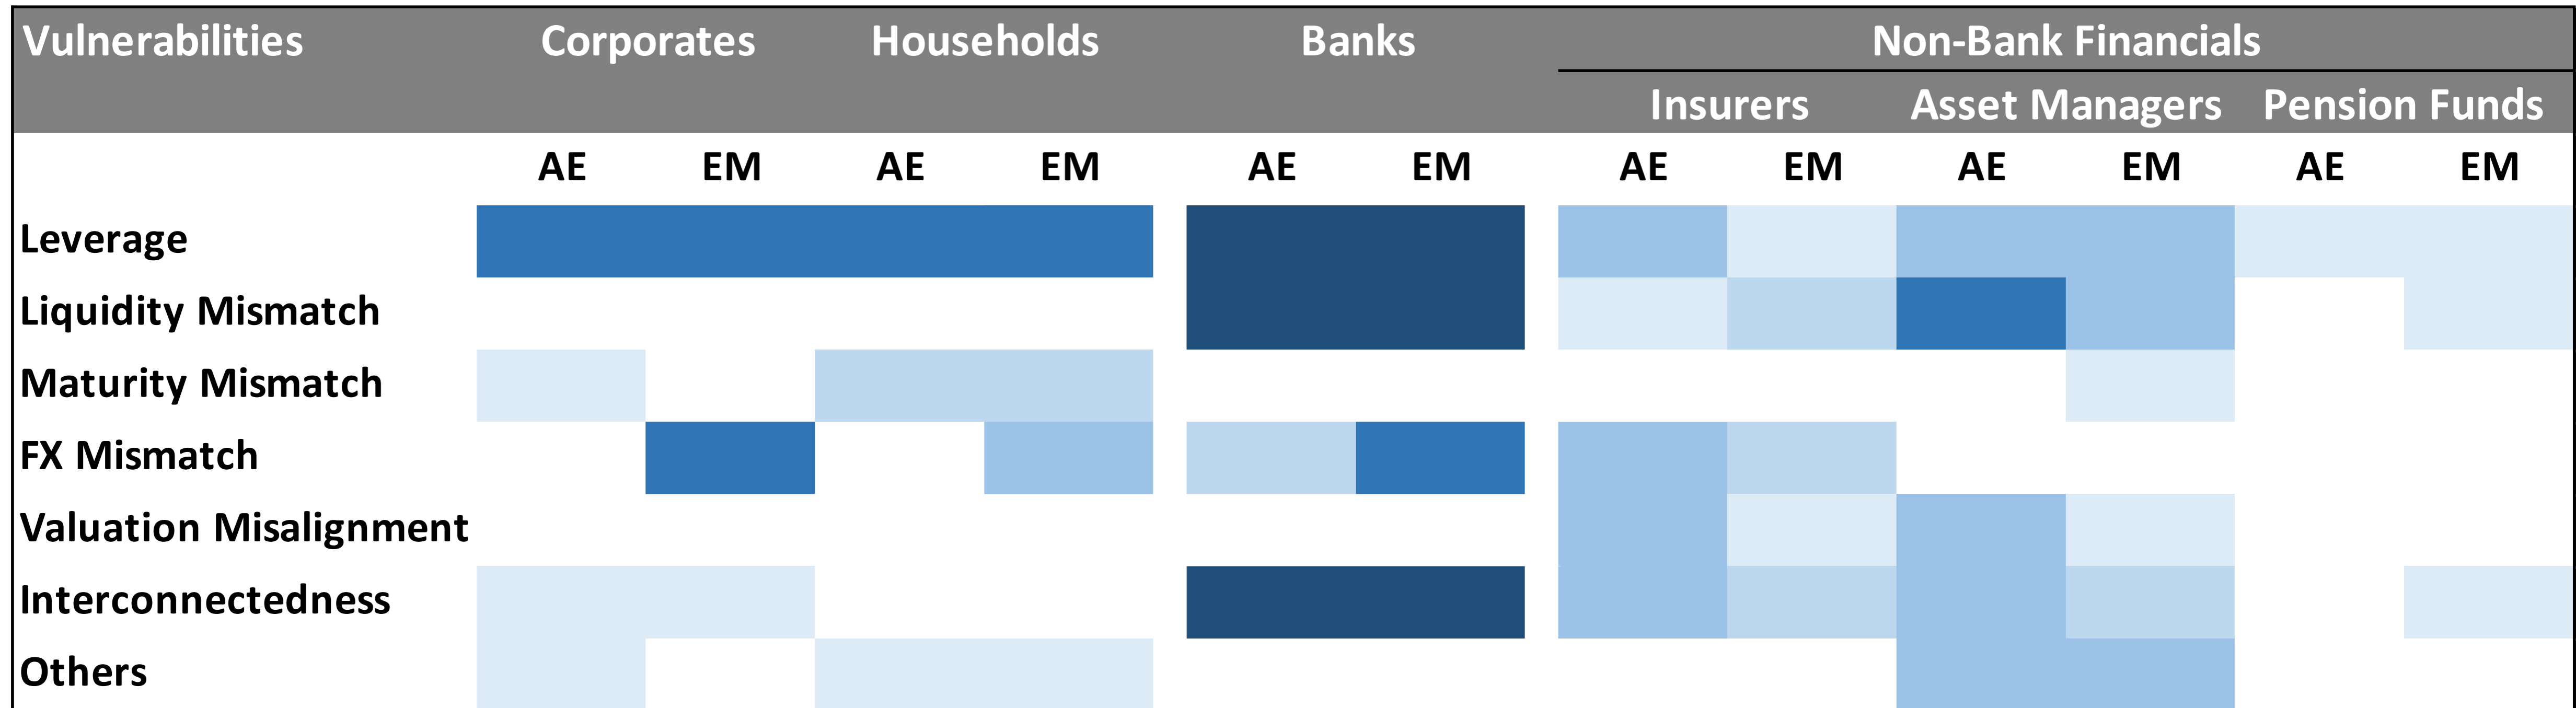 Vulnerabilities Corporates Households Banks Non-Bank Financials
Insurers Asset Managers Pension Funds
AE EM AE EM AE EM AE EM AE EM AE EM
Leverage
Liquidity Mismatch
Maturity Mismatch
FX Mismatch
Valuation Misalignment
Interconnectedness
Others